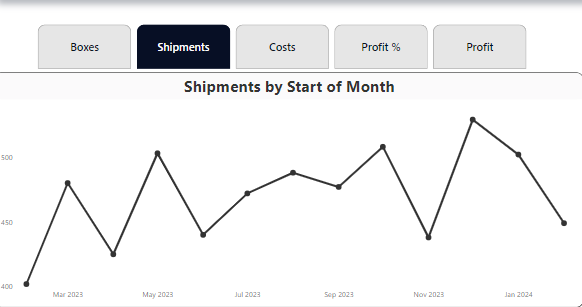 Boxes
Shipments
Costs
Profit %
Profit
Shipments by Start of Month
500
450
400
Mar 2023
May 2023
Jul 2023
Sep 2023
Nov 2023
Jan 2024